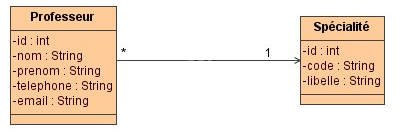 Professeur
-id : int
-nom : String
-prenom : String
-telephone : String
-email : String
* 1
Spécialité
-id : int
-code : String
-libelle : String